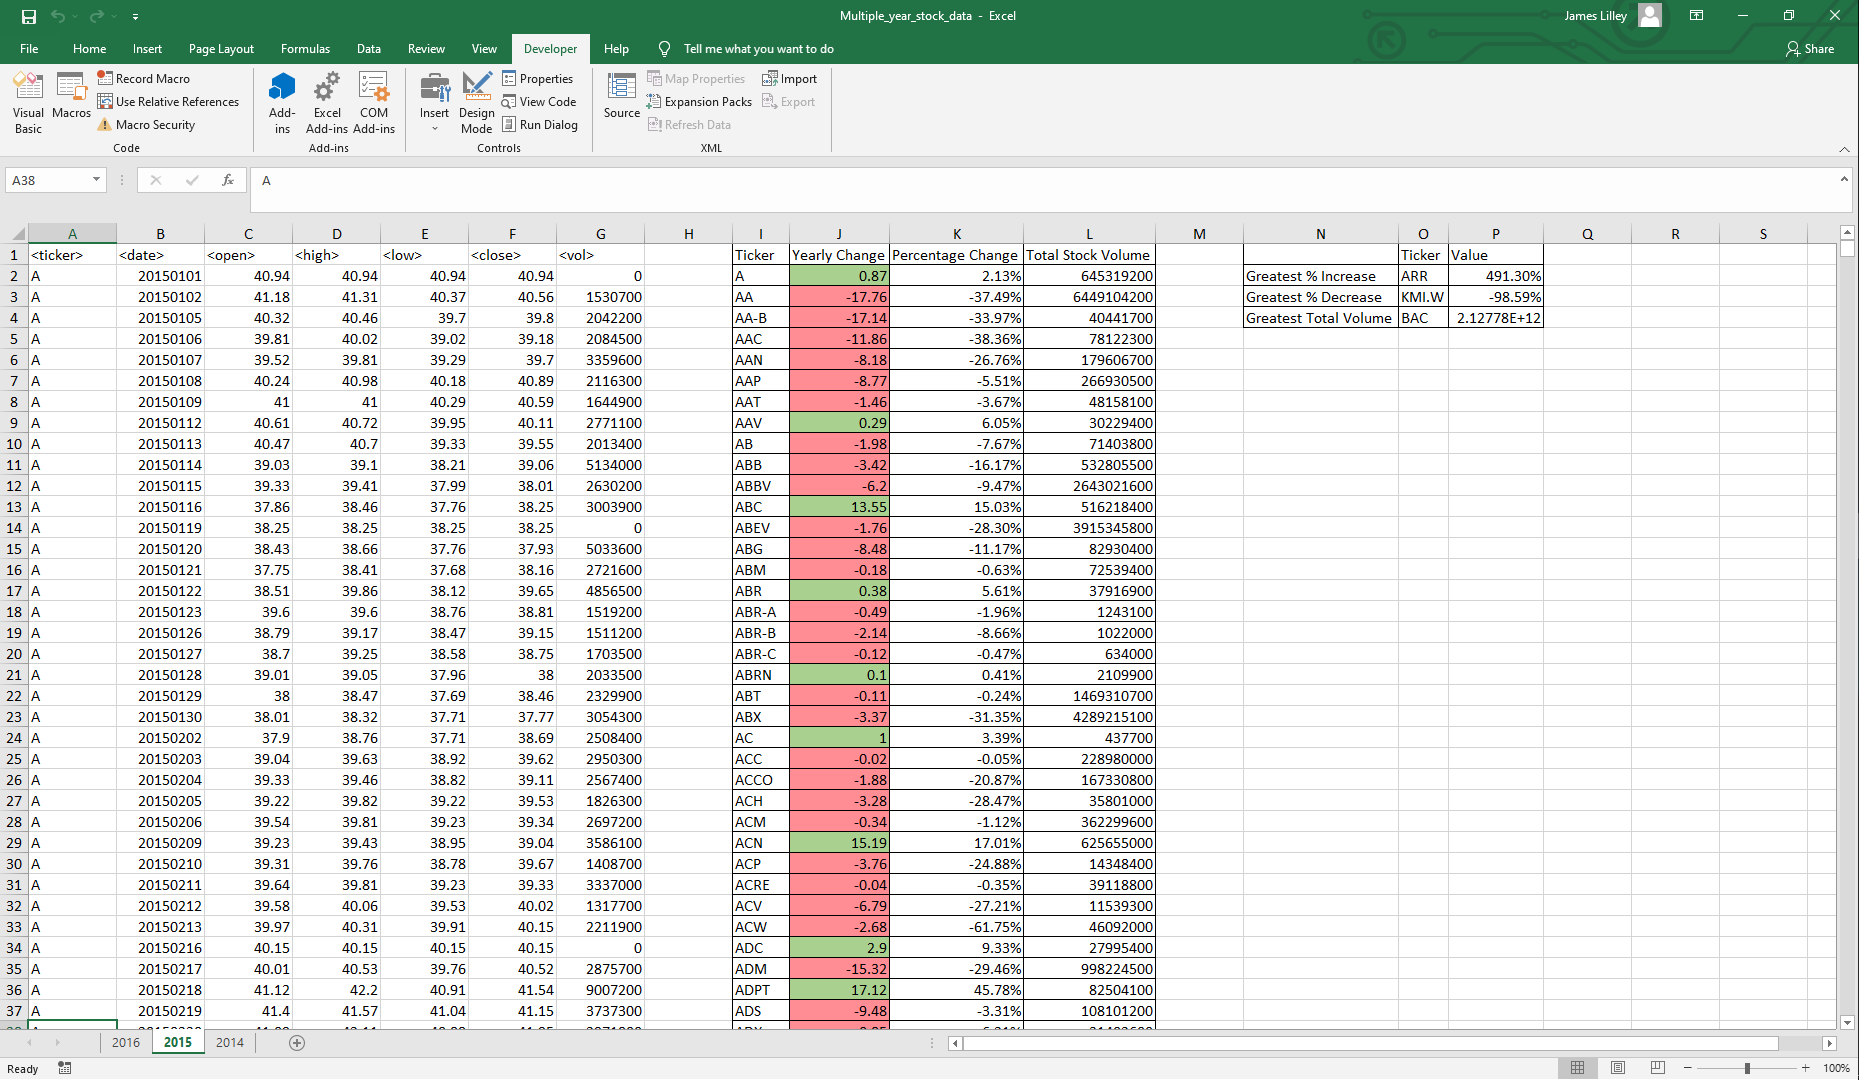 Multiple_year_stock_data - Excel
James Lilley
File Home Insert Page Layout Formulas Data Review View Developer Help Tell me what you want to do Share
Visual Basic
Macros
Record Macro
Use Relative References
Macro Security
Code
Add-ins
Excel Add-ins
COM Add-ins
Add-ins
Insert
Design Mode
Properties
View Code
Run Dialog
Controls
Source
Map Properties
Expansion Packs
Refresh Data
Import
Export
XML
A38 fx A
A B C D E F G H I J K L M N O P Q R S
1 <ticker> <date> <open> <high> <low> <close> <vol> Ticker Yearly Change Percentage Change Total Stock Volume Ticker Value
2 A 20150101 40.94 40.94 40.94 40.94 0 A 0.87 2.13% 645319200 Greatest % Increase ARR 491.30%
3 A 20150102 41.18 41.31 40.37 40.56 1530700 AA -17.76 -37.49% 6449104200 Greatest % Decrease KMI.W -98.59%
4 A 20150105 40.32 40.46 39.7 39.8 2042200 AA-B -17.14 -33.97% 40441700 Greatest Total Volume BAC 2.12778E+12
5 A 20150106 39.81 40.02 39.02 39.18 2084500 AAC -11.86 -38.36% 78122300
6 A 20150107 39.52 39.81 39.29 39.7 3359600 AAN -8.18 -26.76% 179606700
7 A 20150108 40.24 40.98 40.18 40.89 2116300 AAP -8.77 -5.51% 266930500
8 A 20150109 41 41 40.29 40.59 1644900 AAT -1.46 -3.67% 48158100
9 A 20150112 40.61 40.72 39.95 40.11 2771100 AAV 0.29 6.05% 30229400
10 A 20150113 40.47 40.7 39.33 39.55 2013400 AB -1.98 -7.67% 71403800
11 A 20150114 39.03 39.1 38.21 39.06 5134000 ABB -3.42 -16.17% 532805500
12 A 20150115 39.33 39.41 37.99 38.01 2630200 ABBV -6.2 -9.47% 2643021600
13 A 20150116 37.86 38.46 37.76 38.25 3003900 ABC 13.55 15.03% 516218400
14 A 20150119 38.25 38.25 38.25 38.25 0 ABEV -1.76 -28.30% 3915345800
15 A 20150120 38.43 38.66 37.76 37.93 5033600 ABG -8.48 -11.17% 82930400
16 A 20150121 37.75 38.41 37.68 38.16 2721600 ABM -0.18 -0.63% 72539400
17 A 20150122 38.51 39.86 38.12 39.65 4856500 ABR 0.38 5.61% 37916900
18 A 20150123 39.6 39.6 38.76 38.81 1519200 ABR-A -0.49 -1.96% 1243100
19 A 20150126 38.79 39.17 38.47 39.15 1511200 ABR-B -2.14 -8.66% 1022000
20 A 20150127 38.7 39.25 38.58 38.75 1703500 ABR-C -0.12 -0.47% 634000
21 A 20150128 39.01 39.05 37.96 38 2033500 ABRN 0.1 0.41% 2109900
22 A 20150129 38 38.47 37.69 38.46 2329900 ABT -0.11 -0.24% 1469310700
23 A 20150130 38.01 38.32 37.71 37.77 3054300 ABX -3.37 -31.35% 4289215100
24 A 20150202 37.9 38.76 37.71 38.69 2508400 AC 1 3.39% 437700
25 A 20150203 39.04 39.63 38.92 39.62 2950300 ACC -0.02 -0.05% 228980000
26 A 20150204 39.33 39.46 38.82 39.11 2567400 ACCO -1.88 -20.87% 167330800
27 A 20150205 39.22 39.82 39.22 39.53 1826300 ACH -3.28 -28.47% 35801000
28 A 20150206 39.54 39.81 39.23 39.34 2697200 ACM -0.34 -1.12% 362299600
29 A 20150209 39.23 39.43 38.95 39.04 3586100 ACN 15.19 17.01% 625655000
30 A 20150210 39.31 39.76 38.78 39.67 1408700 ACP -3.76 -24.88% 14348400
31 A 20150211 39.64 39.81 39.23 39.33 3337000 ACRE -0.04 -0.35% 39118800
32 A 20150212 39.58 40.06 39.53 40.02 1317700 ACV -6.79 -27.21% 11539300
33 A 20150213 39.97 40.31 39.91 40.15 2211900 ACW -2.68 -61.75% 46092000
34 A 20150216 40.15 40.15 40.15 40.15 0 ADC 2.9 9.33% 27995400
35 A 20150217 40.01 40.53 39.76 40.52 2875700 ADM -15.32 -29.46% 998224500
36 A 20150218 41.12 42.2 40.91 41.54 9007200 ADPT 17.12 45.78% 82504100
37 A 20150219 41.4 41.57 41.04 41.15 3737300 ADS -9.48 -3.31% 108101200
2016 2015 2014
Ready 100%